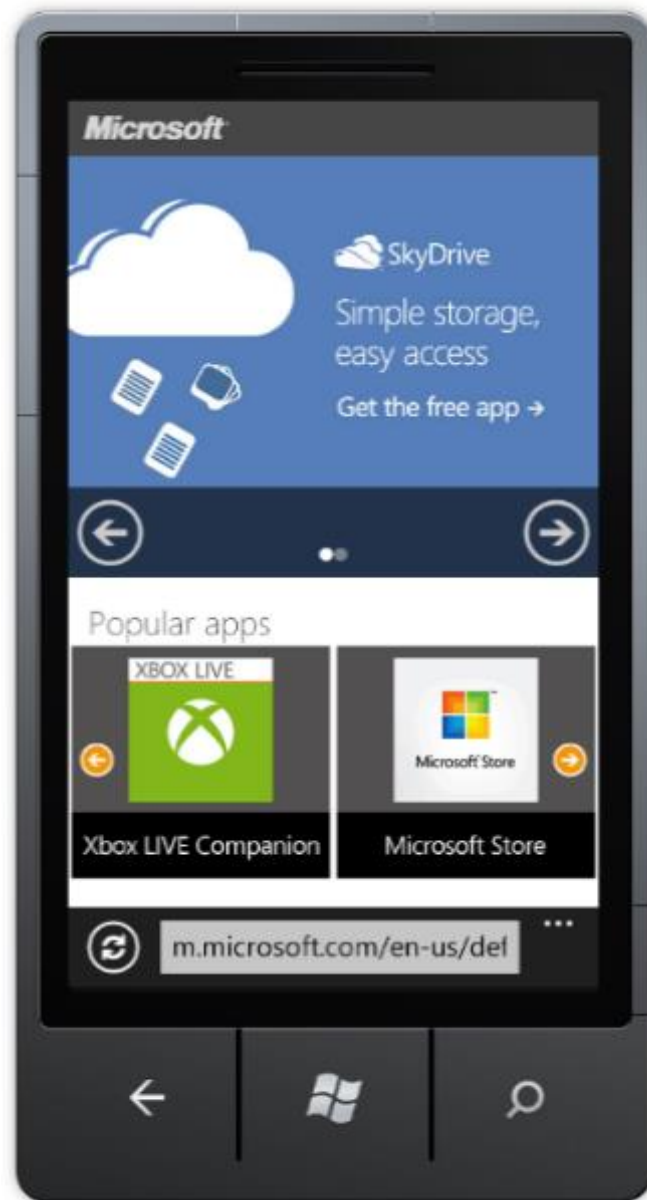 Microsoft
SkyDrive
Simple storage,
easy access
Get the free app →
Popular apps
XBOX LIVE
Microsoft Store
Xbox LIVE Companion
Microsoft Store
m.microsoft.com/en-us/def